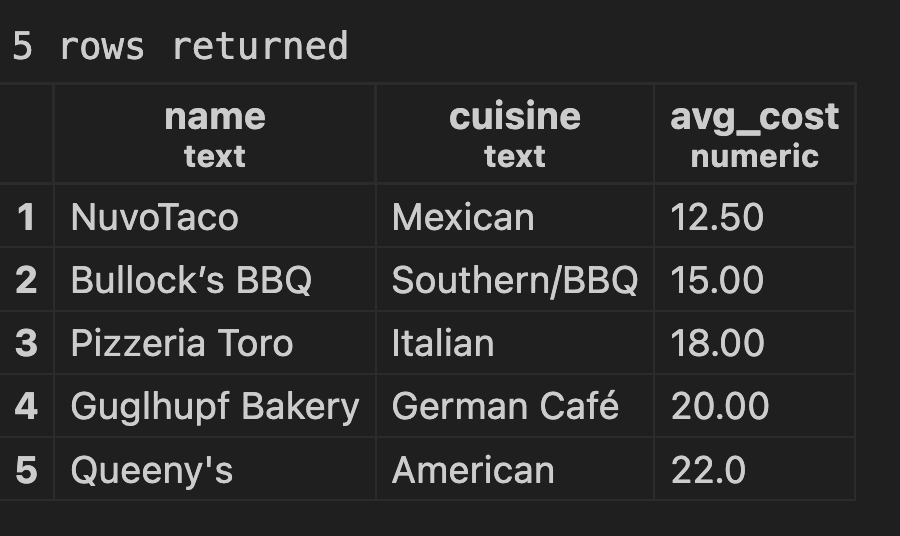 5 rows returned
name cuisine avg_cost
text text numeric
1 NuvoTaco Mexican 12.50
2 Bullock’s BBQ Southern/BBQ 15.00
3 Pizzeria Toro Italian 18.00
4 Guglhupf Bakery German Café 20.00
5 Queeny's American 22.0